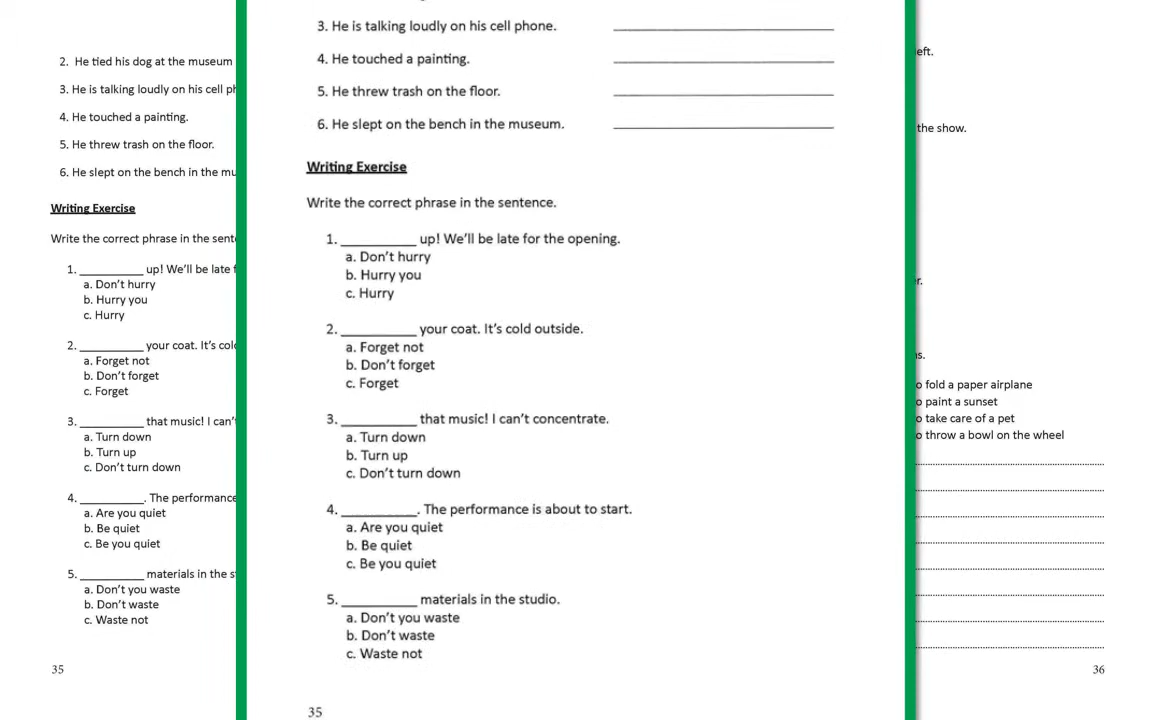 2. He tied his dog at the museum
3. He is talking loudly on his cell ph
4. He touched a painting.
5. He threw trash on the floor.
6. He slept on the bench in the mu
Writing Exercise
Write the correct phrase in the sent
1. __________ up! We'll be late f
a. Don't hurry
b. Hurry you
c. Hurry
2. __________ your coat. It's col
a. Forget not
b. Don't forget
c. Forget
3. __________ that music! I can'
a. Turn down
b. Turn up
c. Don't turn down
4. __________. The performance
a. Are you quiet
b. Be quiet
c. Be you quiet
5. __________ materials in the s
a. Don't you waste
b. Don't waste
c. Waste not
35
3. He is talking loudly on his cell phone.
4. He touched a painting.
5. He threw trash on the floor.
6. He slept on the bench in the museum.
Writing Exercise
Write the correct phrase in the sentence.
1. __________ up! We'll be late for the opening.
a. Don't hurry
b. Hurry you
c. Hurry
2. __________ your coat. It's cold outside.
a. Forget not
b. Don't forget
c. Forget
3. __________ that music! I can't concentrate.
a. Turn down
b. Turn up
c. Don't turn down
4. __________. The performance is about to start.
a. Are you quiet
b. Be quiet
c. Be you quiet
5. __________ materials in the studio.
a. Don't you waste
b. Don't waste
c. Waste not
35
eft.
the show.
r.
s.
o fold a paper airplane
o paint a sunset
o take care of a pet
o throw a bowl on the wheel
36